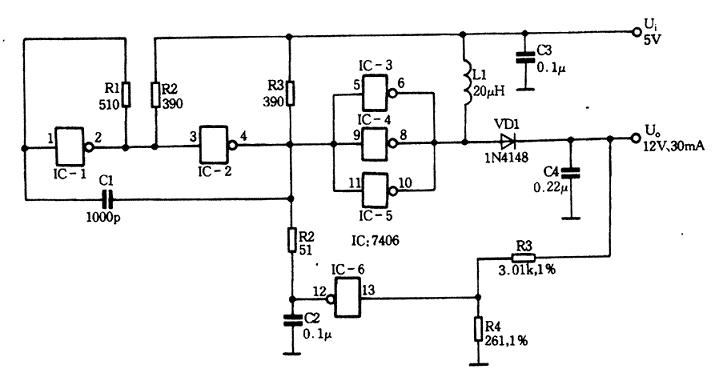 Ui
5V
C3
0.1μ
IC-3
5
6
L1
20μH
R1
510
R2
390
R3
390
IC-4
9
8
VD1
1N4148
Uo
12V,30mA
1
2
IC-1
3
4
IC-2
C4
0.22μ
11
10
IC-5
C1
1000p
IC:7406
R2
51
R3
3.01k,1%
IC-6
12
13
C2
0.1μ
R4
261,1%